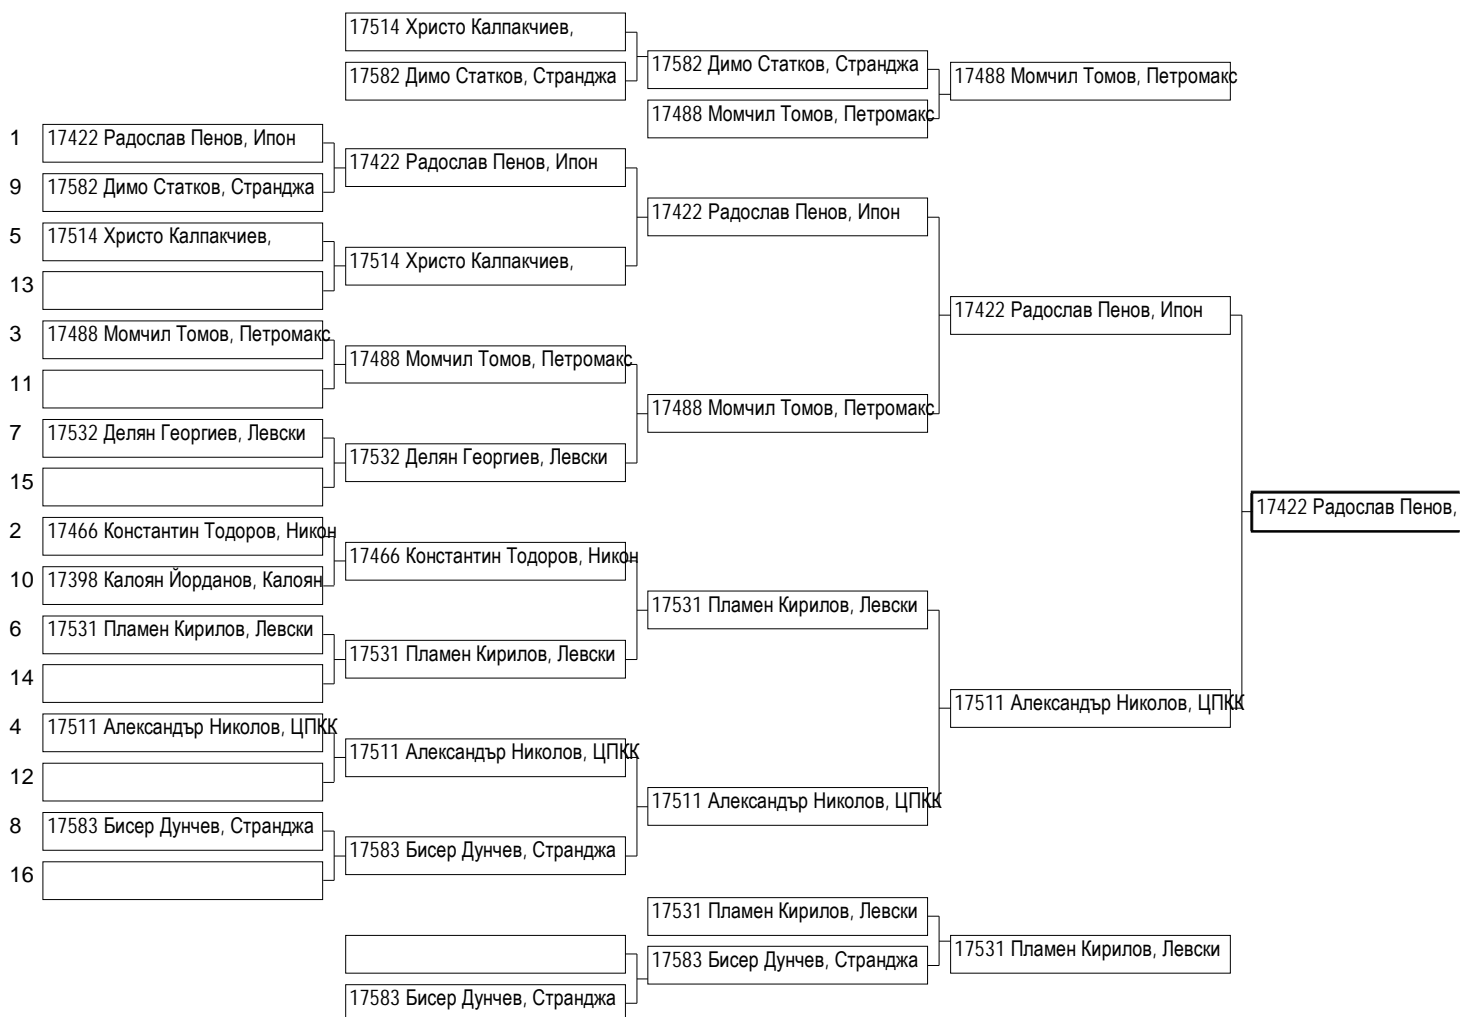 17514 Христо Калпакчиев,
17582 Димо Статков, Странджа
17582 Димо Статков, Странджа
17488 Момчил Томов, Петромакс
17488 Момчил Томов, Петромакс
1 17422 Радослав Пенов, Ипон
9 17582 Димо Статков, Странджа
5 17514 Христо Калпакчиев,
13
3 17488 Момчил Томов, Петромакс
11
7 17532 Делян Георгиев, Левски
15
2 17466 Константин Тодоров, Никон
10 17398 Калоян Йорданов, Калоян
6 17531 Пламен Кирилов, Левски
14
4 17511 Александър Николов, ЦПКК
12
8 17583 Бисер Дунчев, Странджа
16
17422 Радослав Пенов, Ипон
17514 Христо Калпакчиев,
17488 Момчил Томов, Петромакс
17532 Делян Георгиев, Левски
17466 Константин Тодоров, Никон
17531 Пламен Кирилов, Левски
17511 Александър Николов, ЦПКК
17583 Бисер Дунчев, Странджа
17422 Радослав Пенов, Ипон
17488 Момчил Томов, Петромакс
17531 Пламен Кирилов, Левски
17511 Александър Николов, ЦПКК
17422 Радослав Пенов, Ипон
17511 Александър Николов, ЦПКК
17422 Радослав Пенов,
17583 Бисер Дунчев, Странджа
17531 Пламен Кирилов, Левски
17583 Бисер Дунчев, Странджа
17531 Пламен Кирилов, Левски